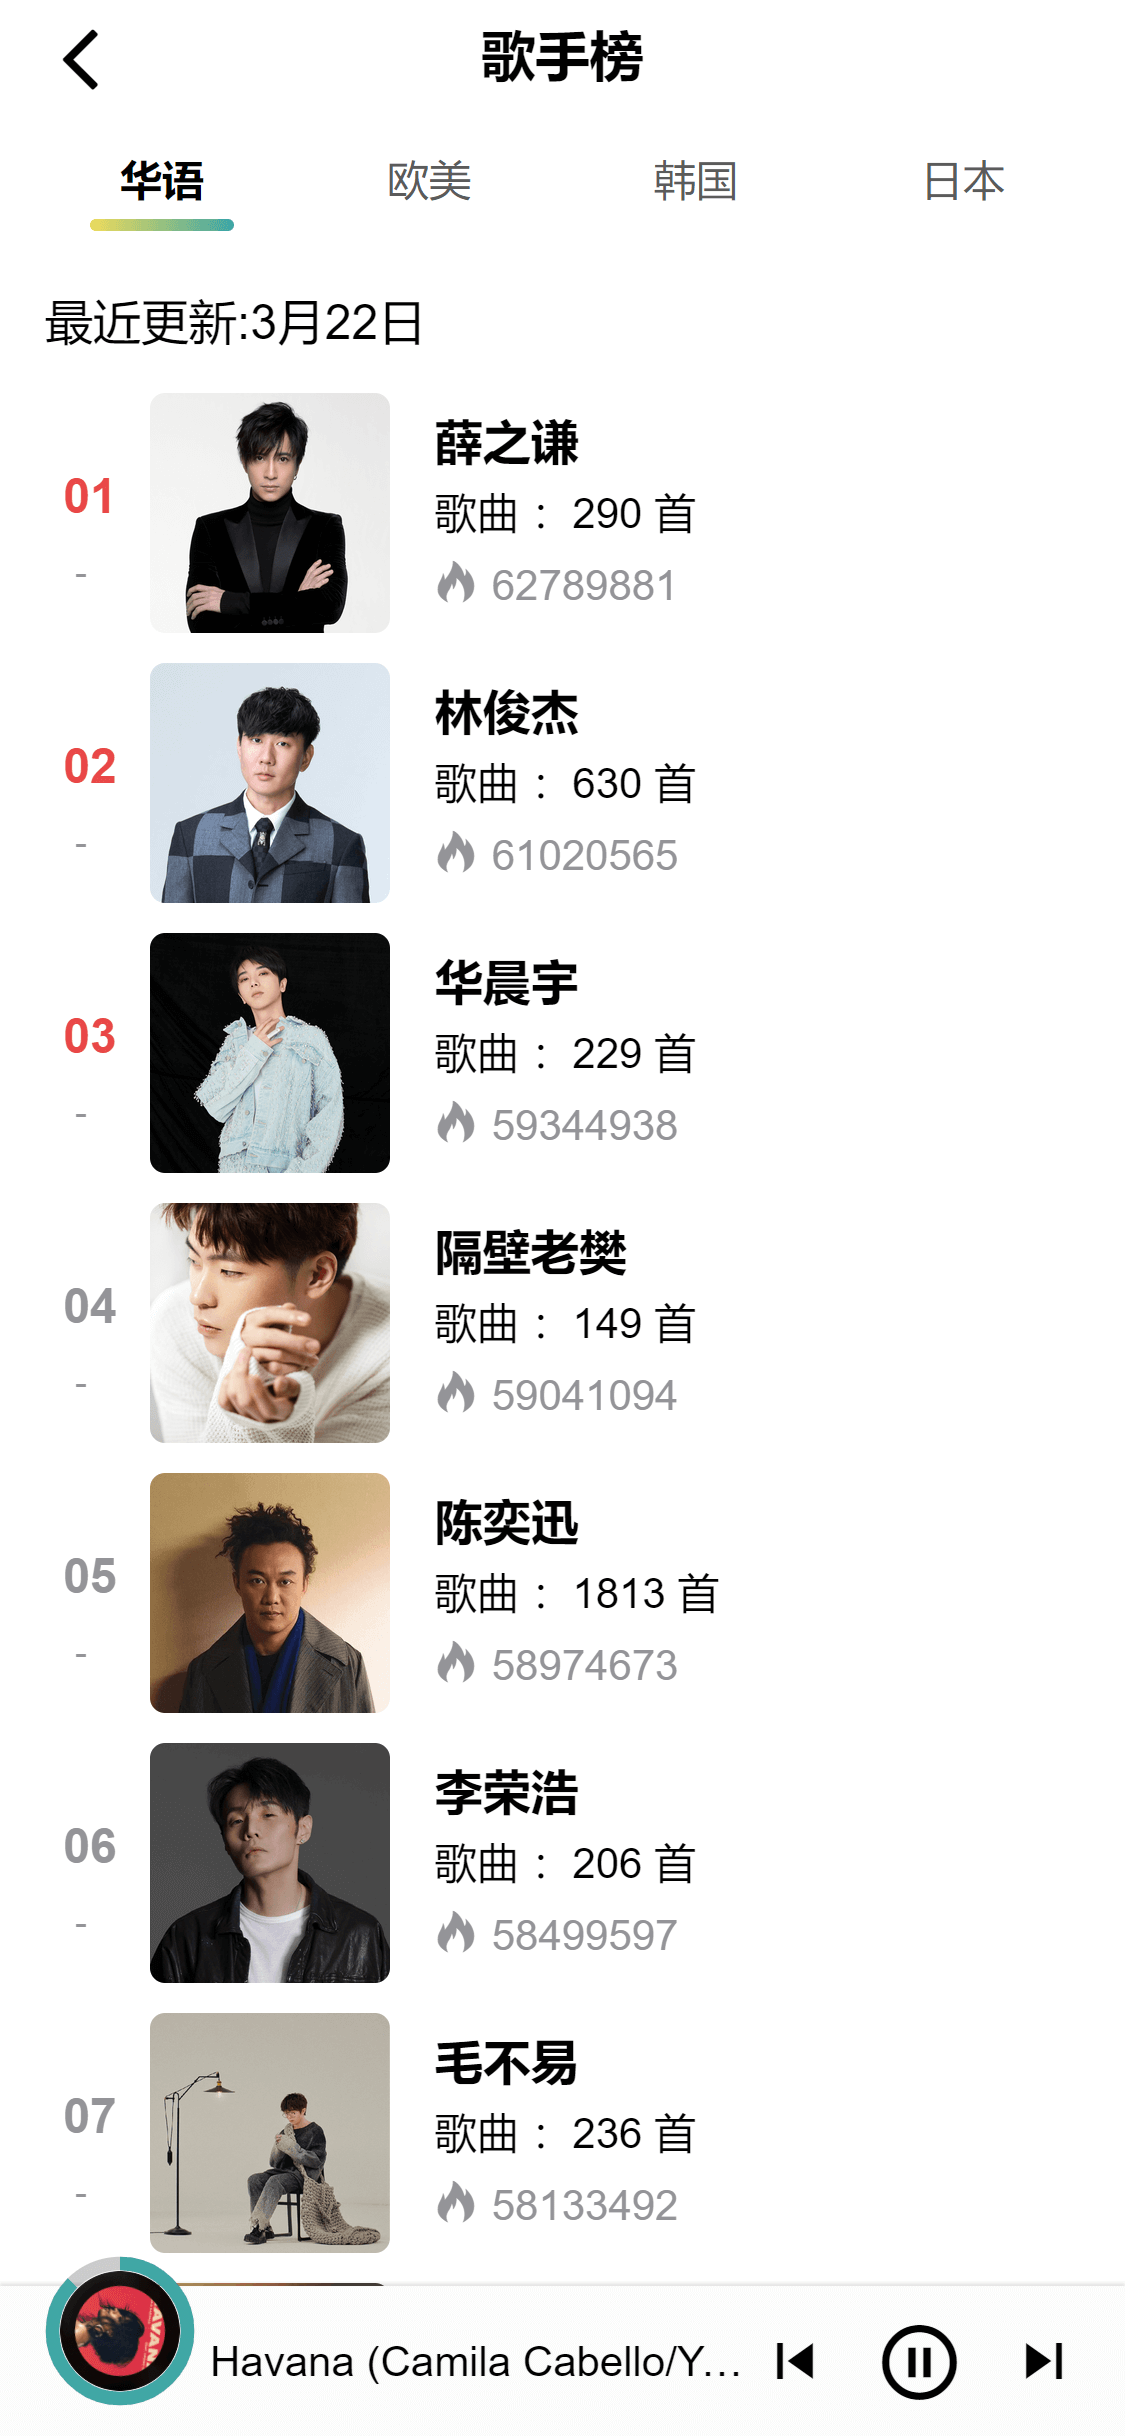 歌手榜
华语 欧美 韩国 日本
最近更新:3月22日
01
-
薛之谦
歌曲： 290 首
62789881
02
-
林俊杰
歌曲： 630 首
61020565
03
-
华晨宇
歌曲： 229 首
59344938
04
-
隔壁老樊
歌曲： 149 首
59041094
05
-
陈奕迅
歌曲： 1813 首
58974673
06
-
李荣浩
歌曲： 206 首
58499597
07
-
毛不易
歌曲： 236 首
58133492
Havana (Camila Cabello/Y...